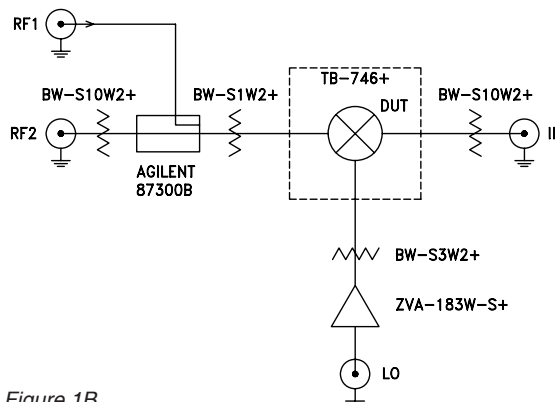 RF1
TB-746+
BW-S10W2+ BW-S1W2+ DUT BW-S10W2+
RF2 II
AGILENT
87300B
BW-S3W2+
ZVA-183W-S+
LO
Figure 1B